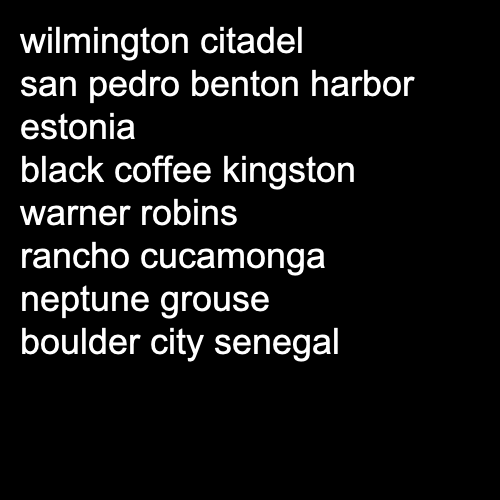 wilmington citadel
san pedro benton harbor
estonia
black coffee kingston
warner robins
rancho cucamonga
neptune grouse
boulder city senegal